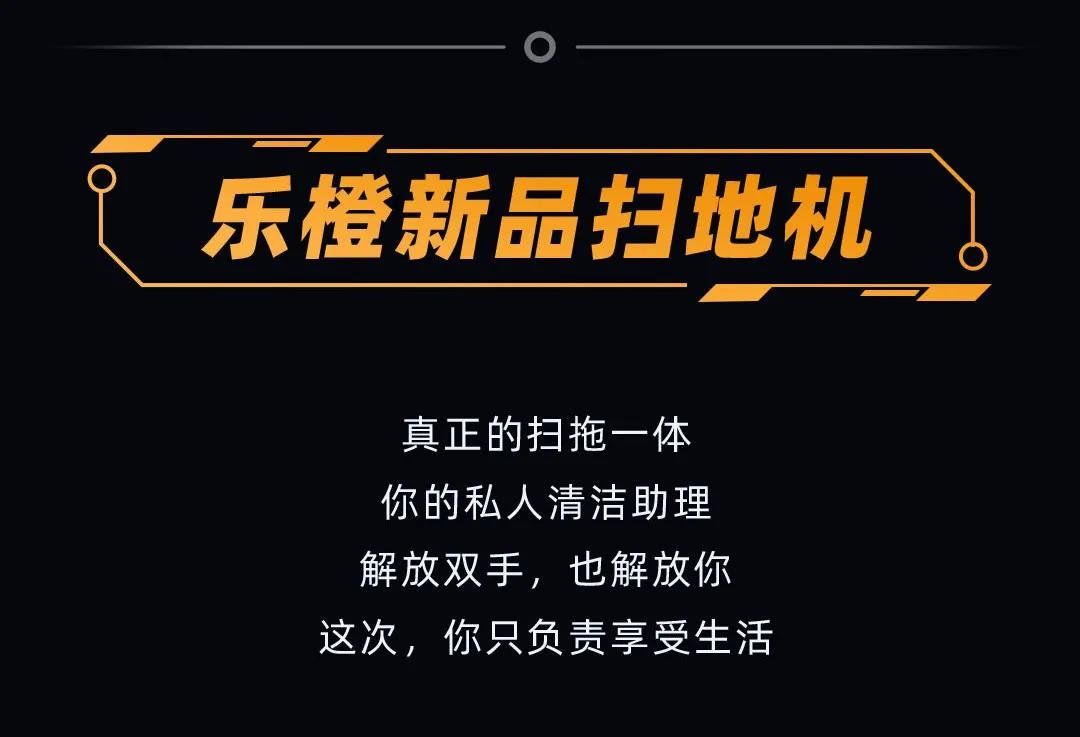 乐橙新品扫地机
真正的扫拖一体
你的私人清洁助理
解放双手，也解放你
这次，你只负责享受生活